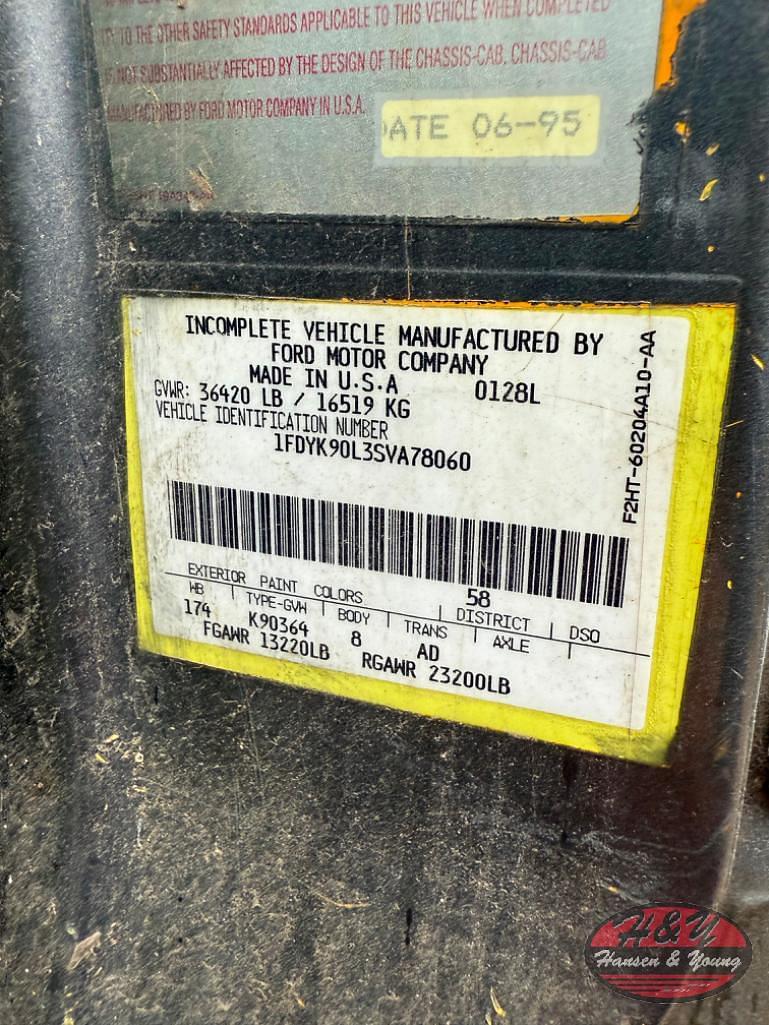 TO THE OTHER SAFETY STANDARDS APPLICABLE TO THIS VEHICLE WHEN COMPLETED
IS NOT SUBSTANTIALLY AFFECTED BY THE DESIGN OF THE CHASSIS-CAB. CHASSIS-CAB
MANUFACTURED BY FORD MOTOR COMPANY IN U.S.A.
DATE 06-95
INCOMPLETE VEHICLE MANUFACTURED BY
FORD MOTOR COMPANY
MADE IN U.S.A 0128L
GVWR: 36420 LB / 16519 KG
VEHICLE IDENTIFICATION NUMBER
1FDYK90L3SVA78060
F2HT-60204A10-AA
EXTERIOR PAINT COLORS 58 DISTRICT DSO
WB TYPE-GVW BODY TRANS AXLE
174 K90364 8 AD
FGAWR 13220LB RGAWR 23200LB
H&Y
Hansen & Young